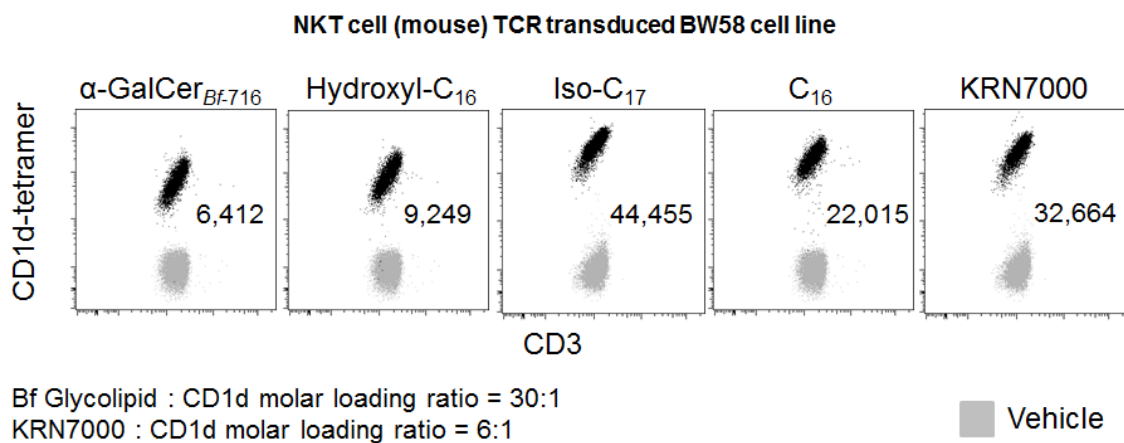 NKT cell (mouse) TCR transduced BW58 cell line
α-GalCerBf-716 Hydroxyl-C16 Iso-C17 C16 KRN7000
6,412 9,249 44,455 22,015 32,664
CD1d-tetramer
CD3
Bf Glycolipid : CD1d molar loading ratio = 30:1
KRN7000 : CD1d molar loading ratio = 6:1
Vehicle